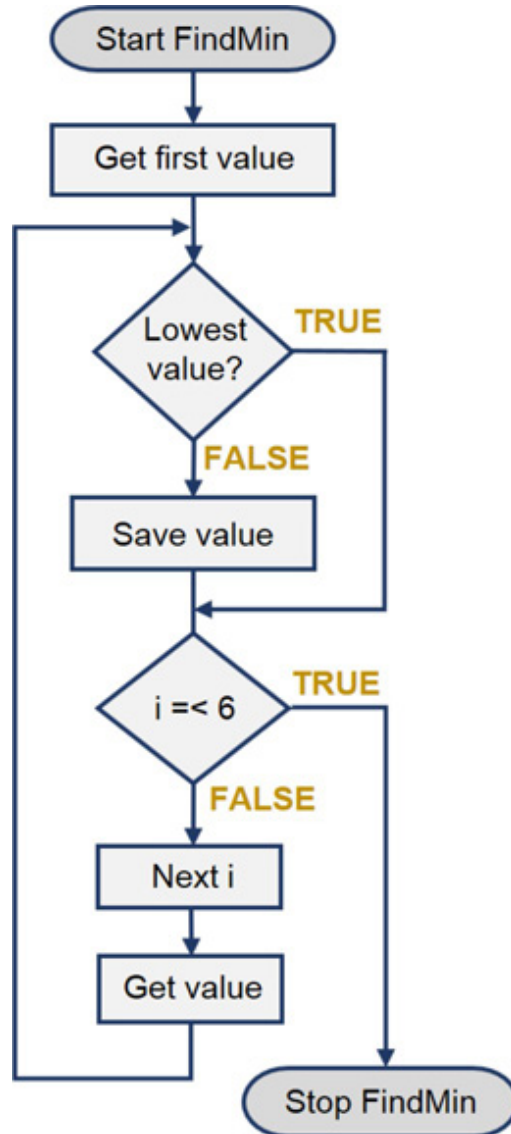 Start FindMin
Get first value
Lowest
value?
TRUE
FALSE
Save value
i =< 6
TRUE
FALSE
Next i
Get value
Stop FindMin